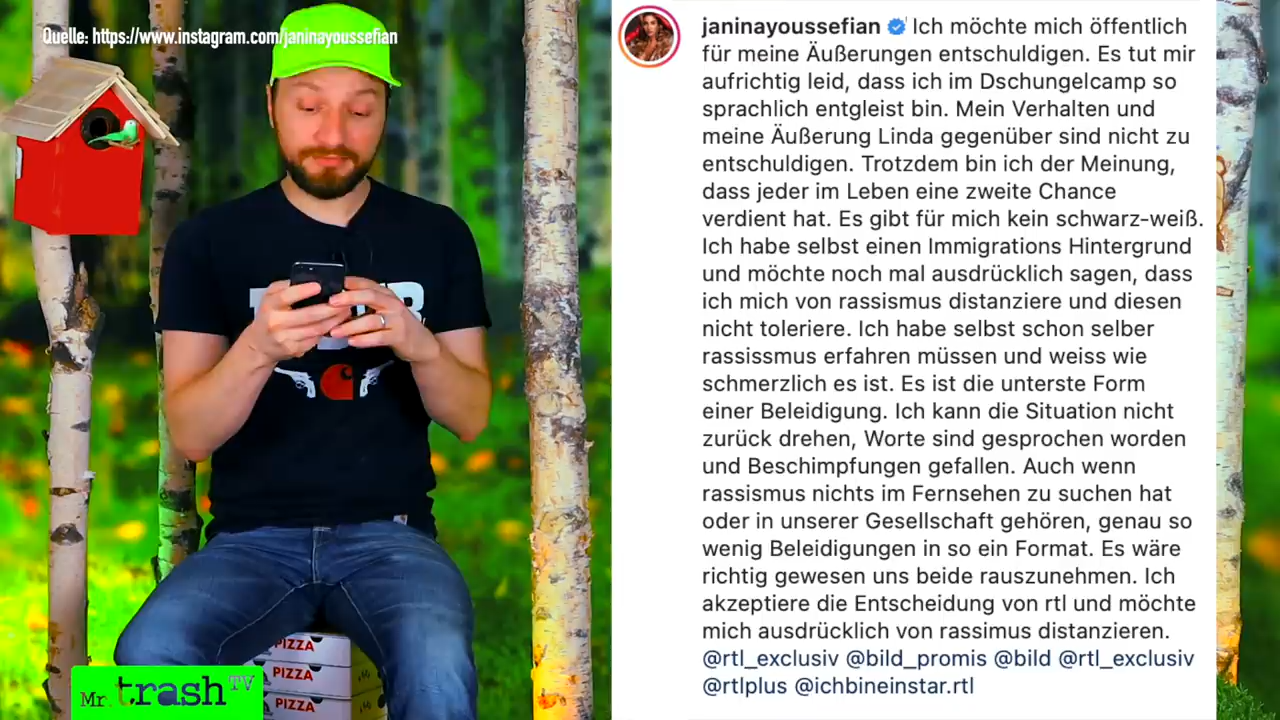 Quelle: https://www.instagram.com/janinayoussefian
janinayoussefian Ich möchte mich öffentlich
für meine Äußerungen entschuldigen. Es tut mir
aufrichtig leid, dass ich im Dschungelcamp so
sprachlich entgleist bin. Mein Verhalten und
meine Äußerung Linda gegenüber sind nicht zu
entschuldigen. Trotzdem bin ich der Meinung,
dass jeder im Leben eine zweite Chance
verdient hat. Es gibt für mich kein schwarz-weiß.
Ich habe selbst einen Immigrations Hintergrund
und möchte noch mal ausdrücklich sagen, dass
ich mich von rassismus distanziere und diesen
nicht toleriere. Ich habe selbst schon selber
rassissmus erfahren müssen und weiss wie
schmerzlich es ist. Es ist die unterste Form
einer Beleidigung. Ich kann die Situation nicht
zurück drehen, Worte sind gesprochen worden
und Beschimpfungen gefallen. Auch wenn
rassismus nichts im Fernsehen zu suchen hat
oder in unserer Gesellschaft gehören, genau so
wenig Beleidigungen in so ein Format. Es wäre
richtig gewesen uns beide rauszunehmen. Ich
akzeptiere die Entscheidung von rtl und möchte
mich ausdrücklich von rassimus distanzieren.
@rtl_exclusiv @bild_promis @bild @rtl_exclusiv
@rtlplus @ichbineinstar.rtl
PIZZA
PIZZA
PIZZA
Mr. trash TV